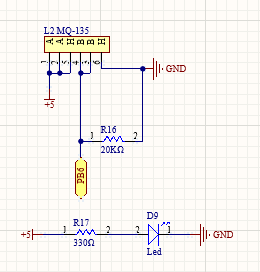 L2 MQ-135
A A H B B H
1 2 5 4 3 6
GND
+5
R16
1 2
20KΩ
PB6
R17 D9
+5 1 2 2 1 GND
330Ω Led